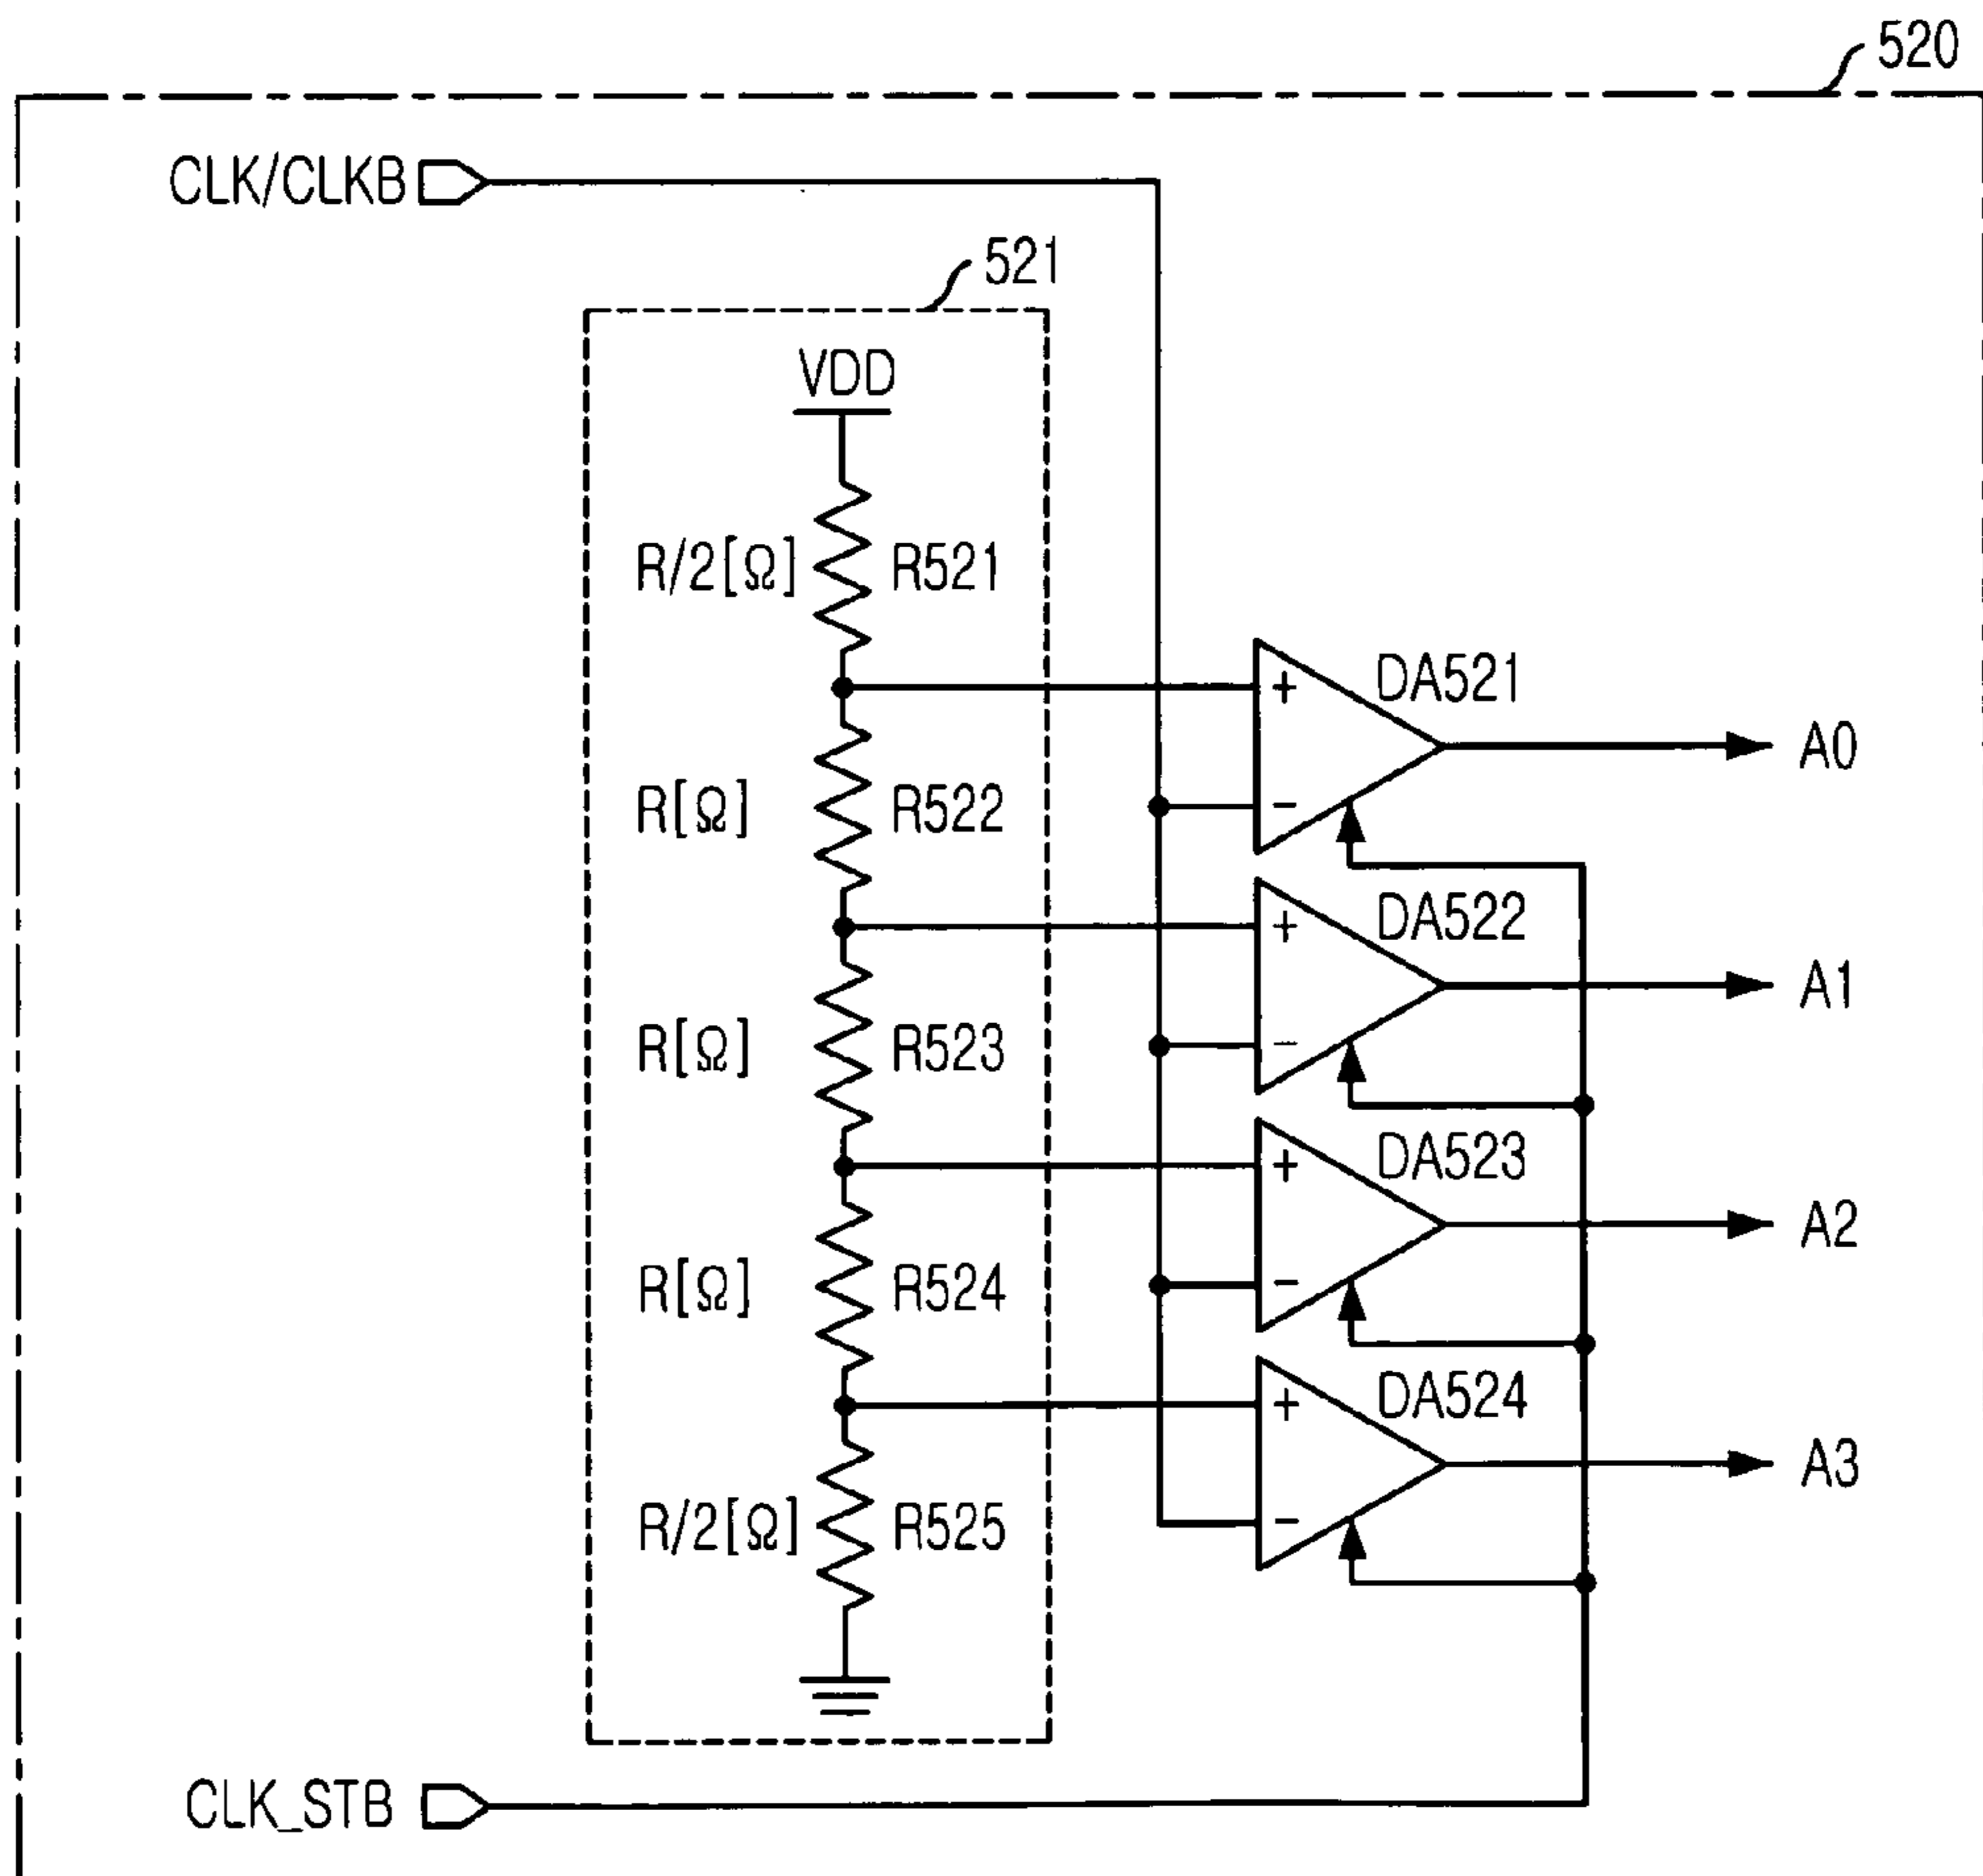 520
CLK/CLKB
521
VDD
R/2[Ω] R521
DA521
+
A0
R[Ω] R522
−
DA522
+
A1
R[Ω] R523
−
DA523
+
A2
R[Ω] R524
−
DA524
+
A3
R/2[Ω] R525
−
CLK_STB